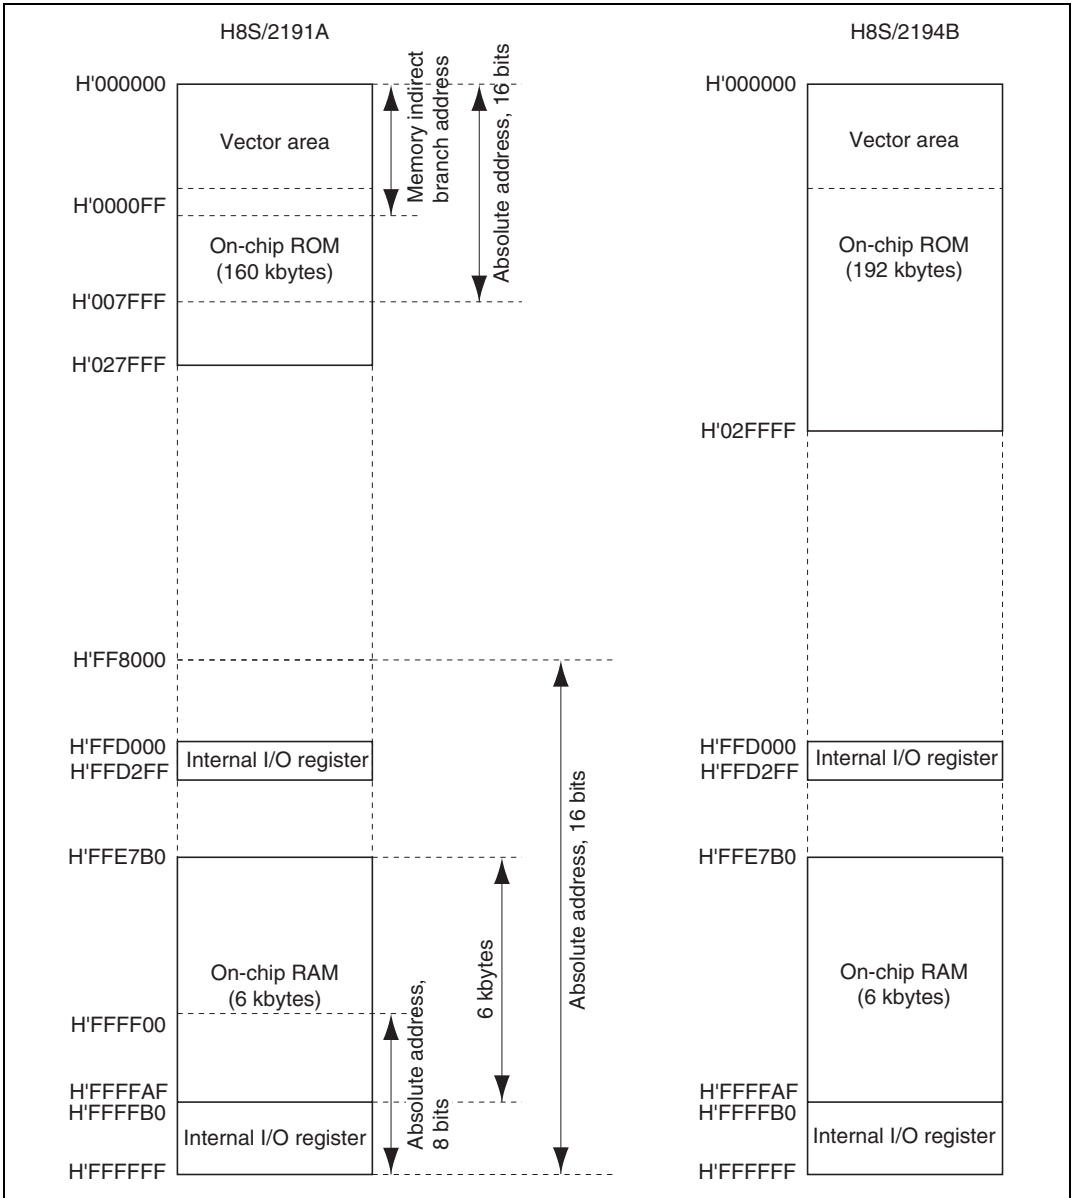 H8S/2191A
H'000000
Vector area
H'0000FF
On-chip ROM
(160 kbytes)
H'007FFF
H'027FFF
Memory indirect
branch address
Absolute address, 16 bits
H'FF8000
H'FFD000
Internal I/O register
H'FFD2FF
H'FFE7B0
On-chip RAM
(6 kbytes)
H'FFFF00
H'FFFFAF
H'FFFFB0
Internal I/O register
H'FFFFFF
Absolute address,
8 bits
6 kbytes
Absolute address, 16 bits
H8S/2194B
H'000000
Vector area
On-chip ROM
(192 kbytes)
H'02FFFF
H'FFD000
Internal I/O register
H'FFD2FF
H'FFE7B0
On-chip RAM
(6 kbytes)
H'FFFFAF
H'FFFFB0
Internal I/O register
H'FFFFFF